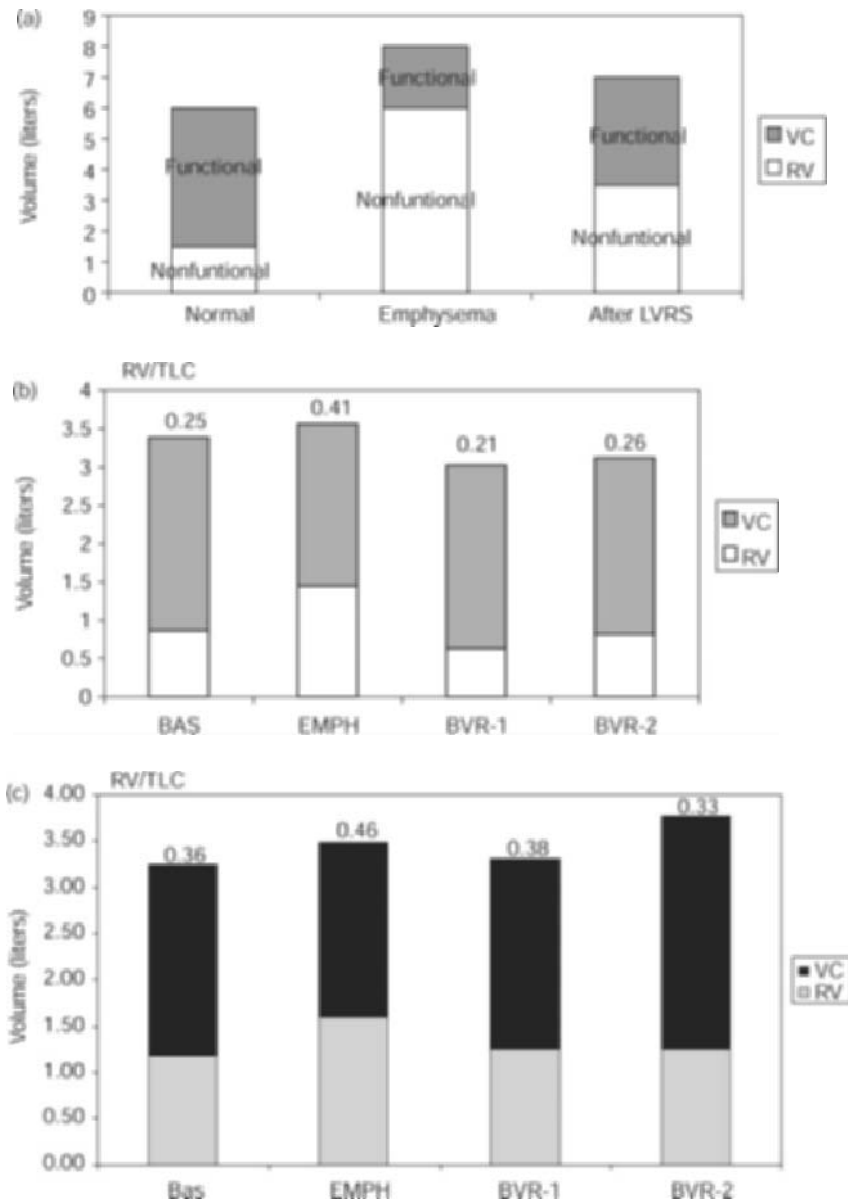 (a)
9
8
7
6
5
4
3
2
1
0
Volume (liters)
Functional
Nonfuntional
Functional
Nonfuntional
Functional
Nonfuntional
Normal
Emphysema
After LVRS
VC
RV
(b)
RV/TLC
4
3.5
3
2.5
2
1.5
1
0.5
0
Volume (liters)
0.25
0.41
0.21
0.26
BAS
EMPH
BVR-1
BVR-2
VC
RV
(c)
RV/TLC
4.00
3.50
3.00
2.50
2.00
1.50
1.00
0.50
0.00
Volume (liters)
0.36
0.46
0.38
0.33
Bas
EMPH
BVR-1
BVR-2
VC
RV